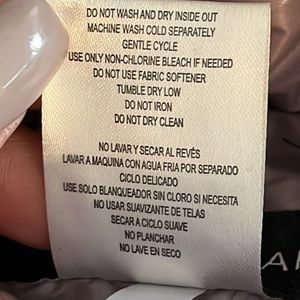 DO NOT WASH AND DRY INSIDE OUT
MACHINE WASH COLD SEPARATELY
GENTLE CYCLE
USE ONLY NON-CHLORINE BLEACH IF NEEDED
DO NOT USE FABRIC SOFTENER
TUMBLE DRY LOW
DO NOT IRON
DO NOT DRY CLEAN
NO LAVAR Y SECAR AL REVÉS
LAVAR A MAQUINA CON AGUA FRIA POR SEPARADO
CICLO DELICADO
USE SOLO BLANQUEADOR SIN CLORO SI NECESITA
NO USAR SUAVIZANTE DE TELAS
SECAR A CICLO SUAVE
NO PLANCHAR
NO LAVE EN SECO